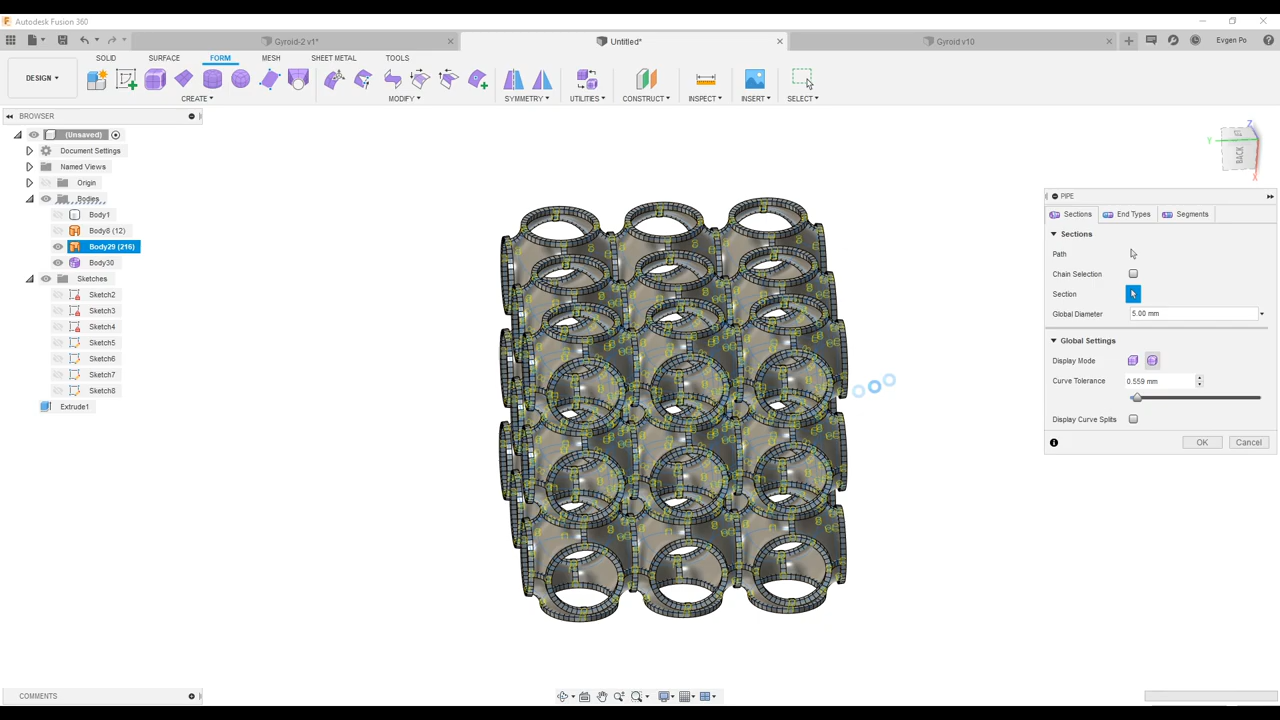 Autodesk Fusion 360
Gyroid-2 v1*
Untitled*
Gyroid v10
Evgen Po
DESIGN
SOLID
SURFACE
FORM
MESH
SHEET METAL
TOOLS
CREATE
MODIFY
SYMMETRY
UTILITIES
CONSTRUCT
INSPECT
INSERT
SELECT
BROWSER
(Unsaved)
Document Settings
Named Views
Origin
Bodies
Body1
Body8 (12)
Body29 (216)
Body30
Sketches
Sketch2
Sketch3
Sketch4
Sketch5
Sketch6
Sketch7
Sketch8
Extrude1
Z
Y
BACK
X
PIPE
Sections
End Types
Segments
Sections
Path
Chain Selection
Section
Global Diameter
5.00 mm
Global Settings
Display Mode
Curve Tolerance
0.559 mm
Display Curve Splits
OK
Cancel
COMMENTS